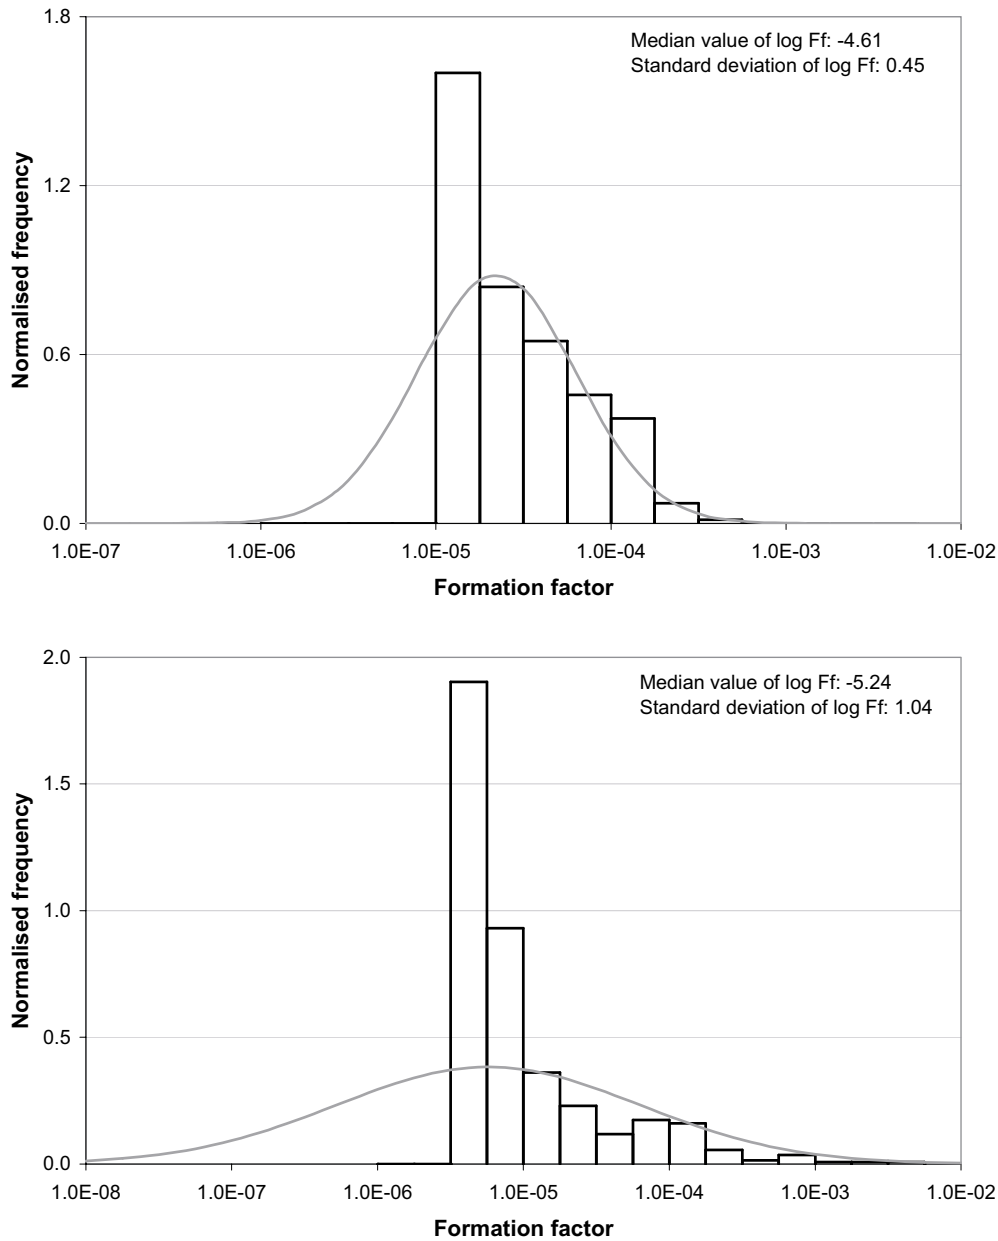 Median value of log Ff: -4.61
Standard deviation of log Ff: 0.45
Normalised frequency
1.8
1.2
0.6
0.0
1.0E-07 1.0E-06 1.0E-05 1.0E-04 1.0E-03 1.0E-02
Formation factor
Median value of log Ff: -5.24
Standard deviation of log Ff: 1.04
Normalised frequency
2.0
1.5
1.0
0.5
0.0
1.0E-08 1.0E-07 1.0E-06 1.0E-05 1.0E-04 1.0E-03 1.0E-02
Formation factor